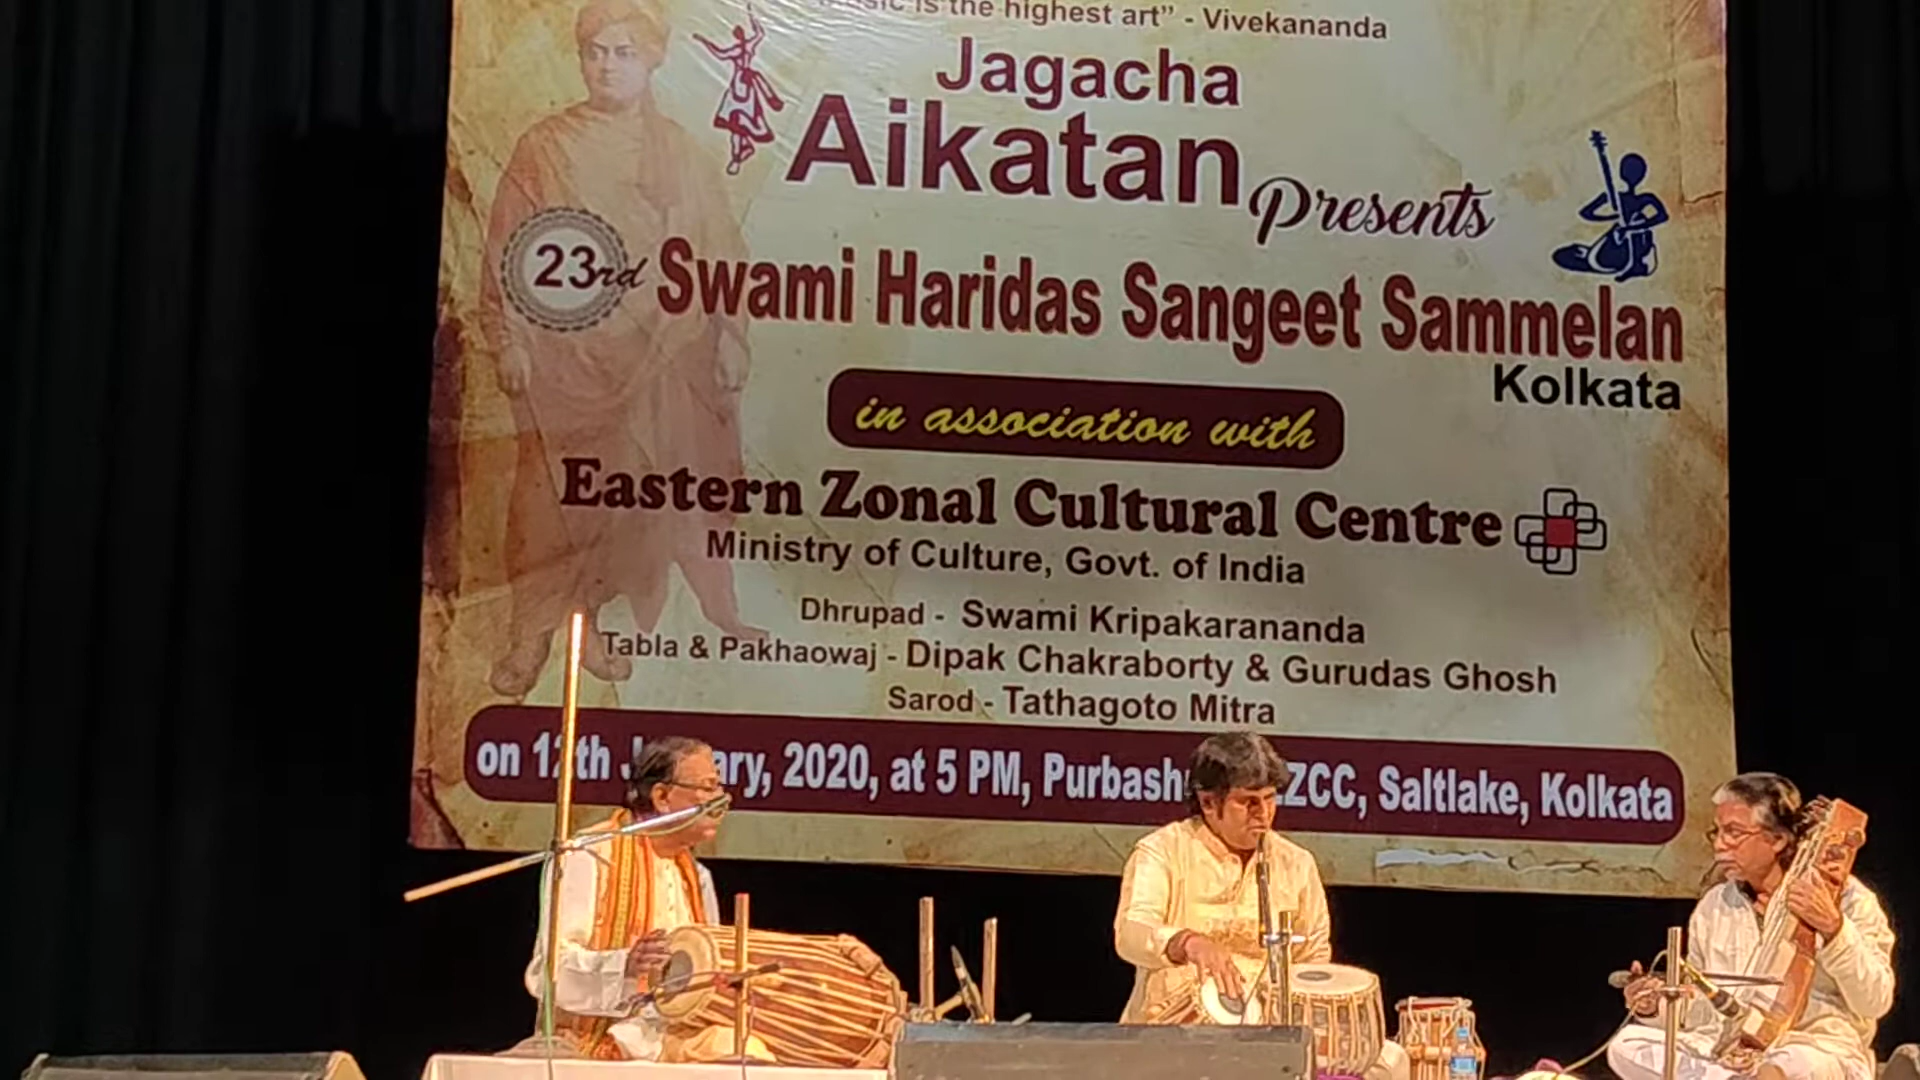 is the highest art" - Vivekananda
Jagacha
Aikatan Presents
23rd Swami Haridas Sangeet Sammelan
Kolkata
in association with
Eastern Zonal Cultural Centre
Ministry of Culture, Govt. of India
Dhrupad - Swami Kripakarananda
Tabla & Pakhaowaj - Dipak Chakraborty & Gurudas Ghosh
Sarod - Tathagoto Mitra
on 2020, at 5 PM, Saltlake, Kolkata